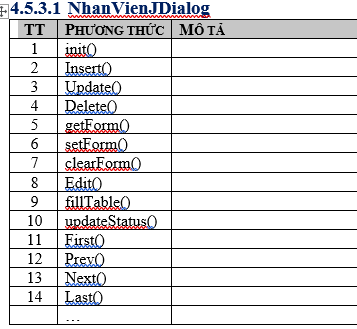 4.5.3.1 NhanVienJDialog
TT PHƯƠNG THỨC MÔ TẢ
1 init()
2 Insert()
3 Update()
4 Delete()
5 getForm()
6 setForm()
7 clearForm()
8 Edit()
9 fillTable()
10 updateStatus()
11 First()
12 Prev()
13 Next()
14 Last()
…